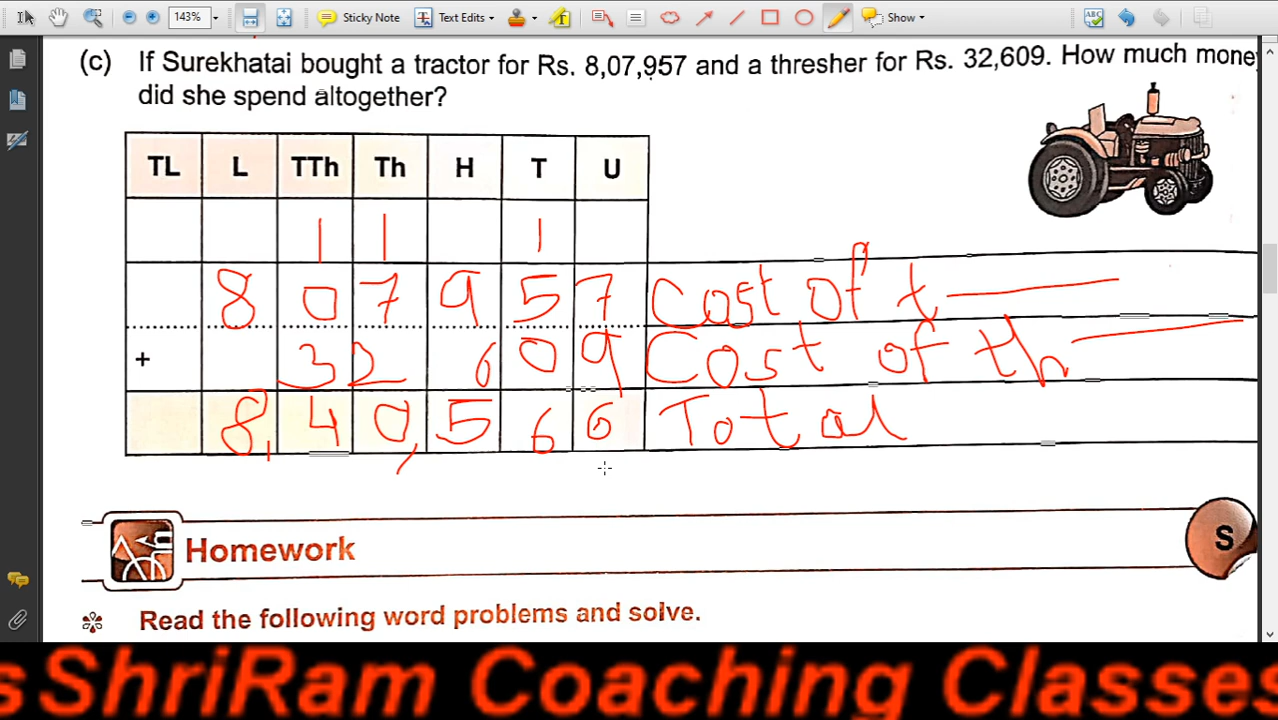 143% Sticky Note Text Edits Show
(c) If Surekhatai bought a tractor for Rs. 8,07,957 and a thresher for Rs. 32,609. How much money
did she spend altogether?
TL L TTh Th H T U
1 1 1
8 0 7 9 5 7 Cost of t
+ 3 2 6 0 9 Cost of th
8, 4 0, 5 6 6 Total
Homework
S
Read the following word problems and solve.
sShriRam Coaching Classes